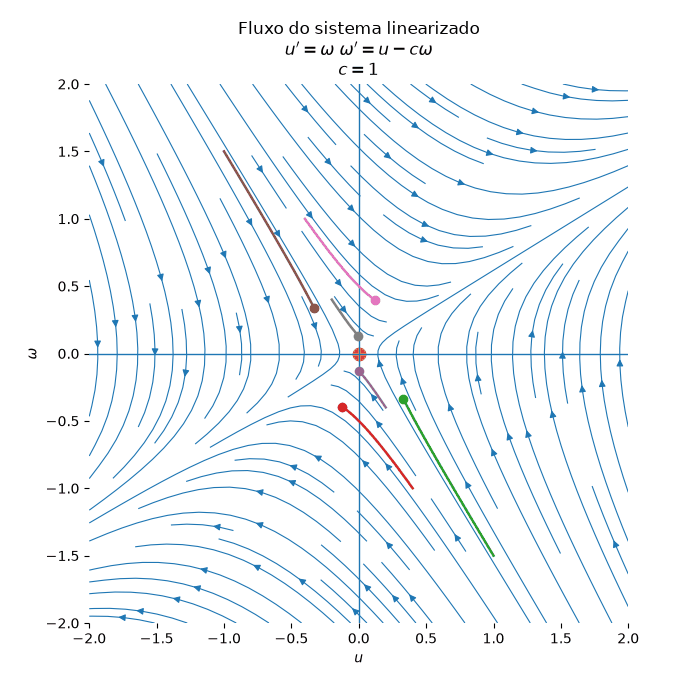 Fluxo do sistema linearizado
u′ = ω ω′ = u − cω
c = 1
2.0
1.5
1.0
0.5
0.0
−0.5
−1.0
−1.5
−2.0
ω
−2.0 −1.5 −1.0 −0.5 0.0 0.5 1.0 1.5 2.0
u